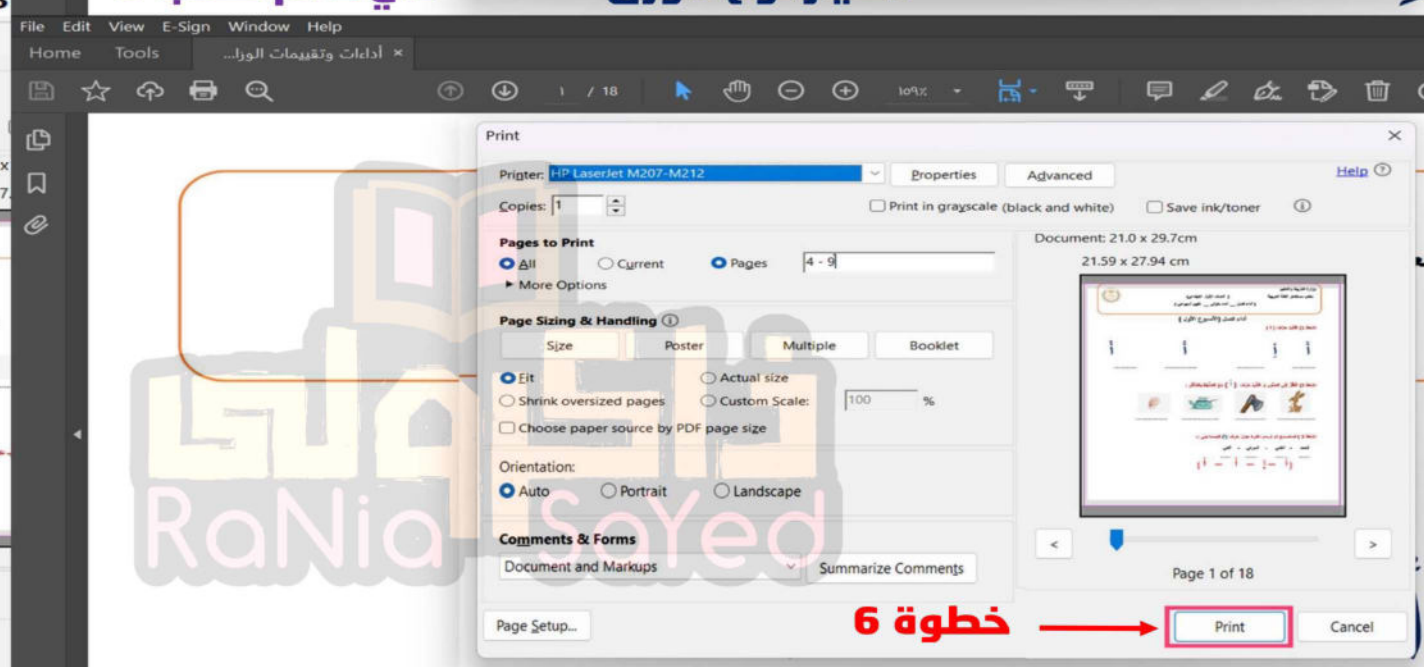 File Edit View E-Sign Window Help
Home Tools أداءات وتقييمات الوزا... ×
١ / 18 ١٠٩٪
Print
Printer: HP LaserJet M207-M212 Properties Advanced Help
Copies: 1 Print in grayscale (black and white) Save ink/toner
Pages to Print
All Current Pages 4 - 9
More Options
Document: 21.0 x 29.7cm
21.59 x 27.94 cm
Page Sizing & Handling
Size Poster Multiple Booklet
Fit Actual size
Shrink oversized pages Custom Scale: 100 %
Choose paper source by PDF page size
Orientation:
Auto Portrait Landscape
Comments & Forms
Document and Markups Summarize Comments
< >
Page 1 of 18
Page Setup... خطوة 6 Print Cancel
RaNia SaYed